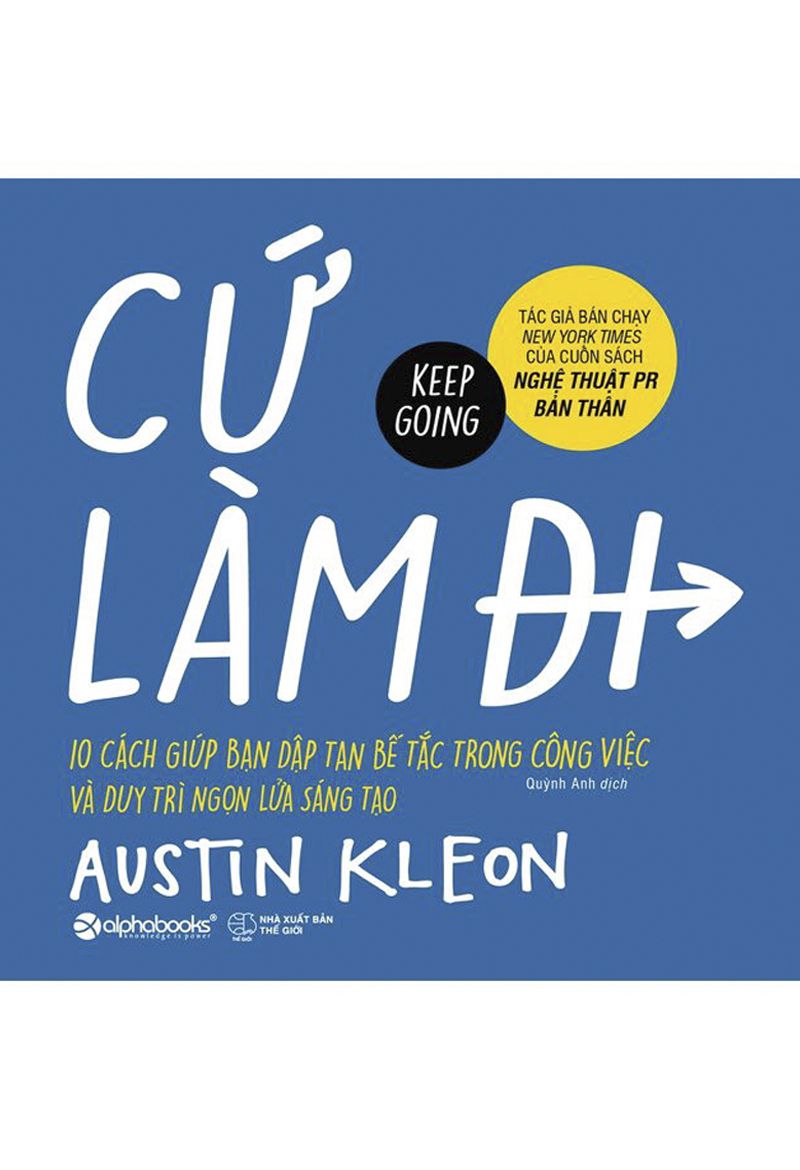 CỨ
LÀM ĐI
KEEP
GOING
TÁC GIẢ BÁN CHẠY
NEW YORK TIMES
CỦA CUỐN SÁCH
NGHỆ THUẬT PR
BẢN THÂN
10 CÁCH GIÚP BẠN DẬP TAN BẾ TẮC TRONG CÔNG VIỆC
VÀ DUY TRÌ NGỌN LỬA SÁNG TẠO
Quỳnh Anh dịch
AUSTIN KLEON
alphabooks®
knowledge is power
THẾ GIỚI
NHÀ XUẤT BẢN
THẾ GIỚI